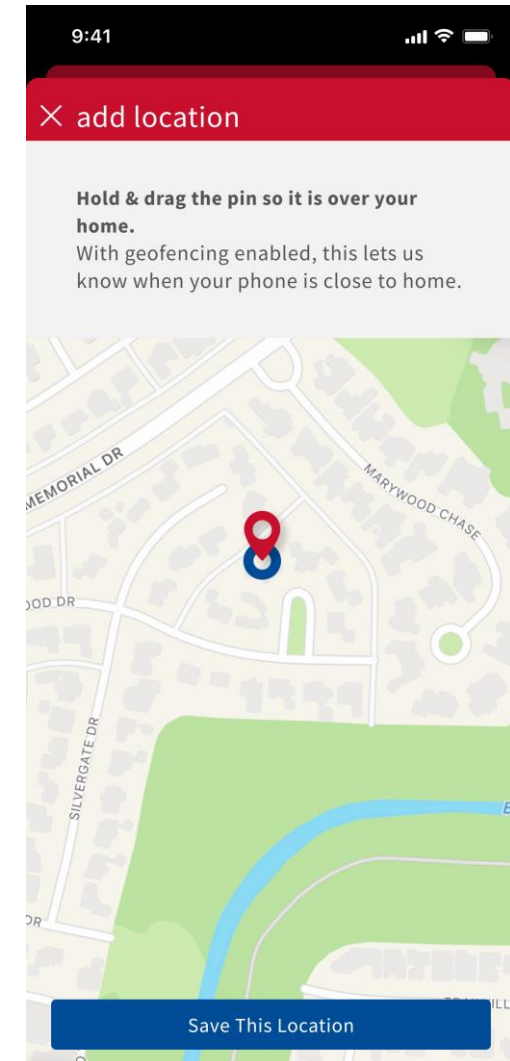 9:41
add location
Hold & drag the pin so it is over your
home.
With geofencing enabled, this lets us
know when your phone is close to home.
MEMORIAL DR
MARYWOOD CHASE
OOD DR
SILVERGATE DR
DR
Save This Location